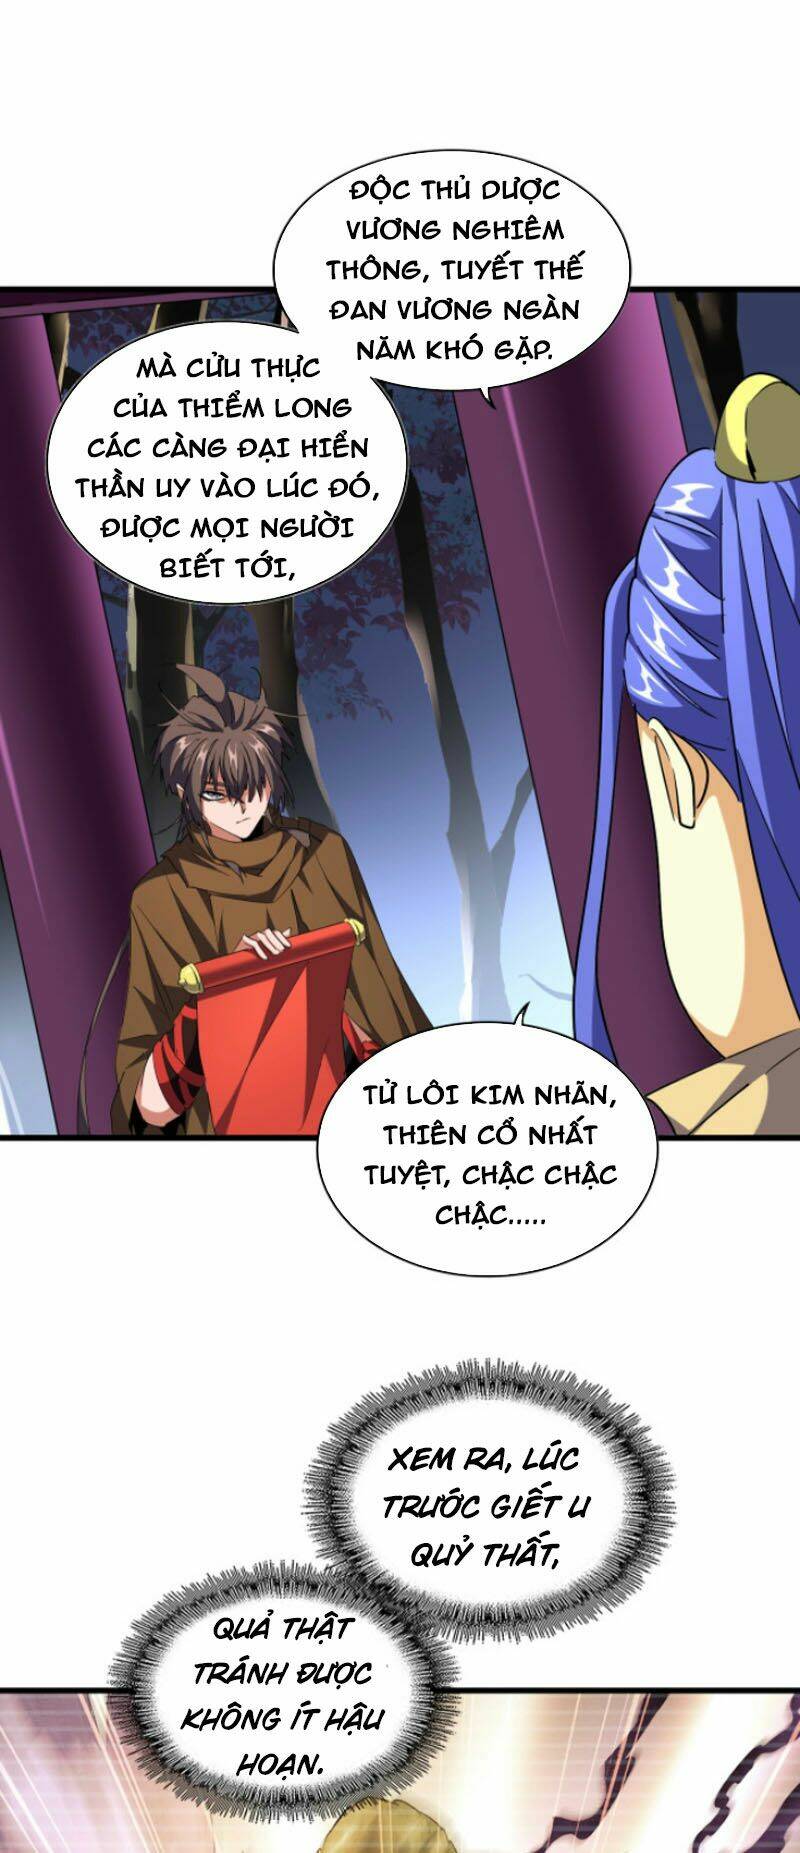 ĐỘC THỦ DƯỢC
VƯƠNG NGHIÊM
THÔNG, TUYẾT THẾ
ĐAN VƯƠNG NGÀN
NĂM KHÓ GẶP.
MÀ CỬU THỰC
CỦA THIỂM LONG
CÁC CÀNG ĐẠI HIỂN
THẦN UY VÀO LÚC ĐÓ,
ĐƯỢC MỌI NGƯỜI
BIẾT TỚI,
TỬ LÔI KIM NHÃN,
THIÊN CỔ NHẤT
TUYỆT, CHẬC CHẬC
CHẬC.....
XEM RA, LÚC
TRƯỚC GIẾT U
QUỶ THẤT,
QUẢ THẬT
TRÁNH ĐƯỢC
KHÔNG ÍT HẬU
HOẠN.